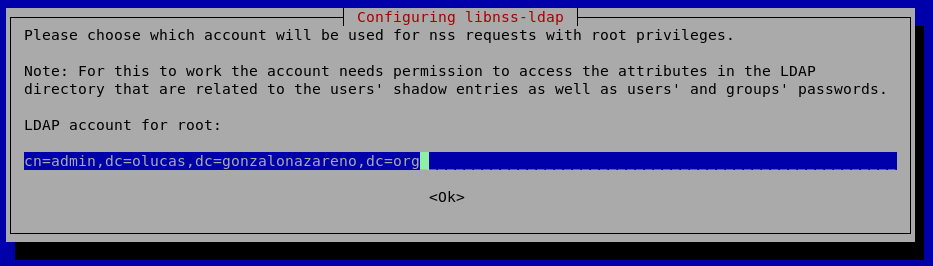 Configuring libnss-ldap
Please choose which account will be used for nss requests with root privileges.
Note: For this to work the account needs permission to access the attributes in the LDAP
directory that are related to the users' shadow entries as well as users' and groups' passwords.
LDAP account for root:
cn=admin,dc=olucas,dc=gonzalonazareno,dc=org
<Ok>